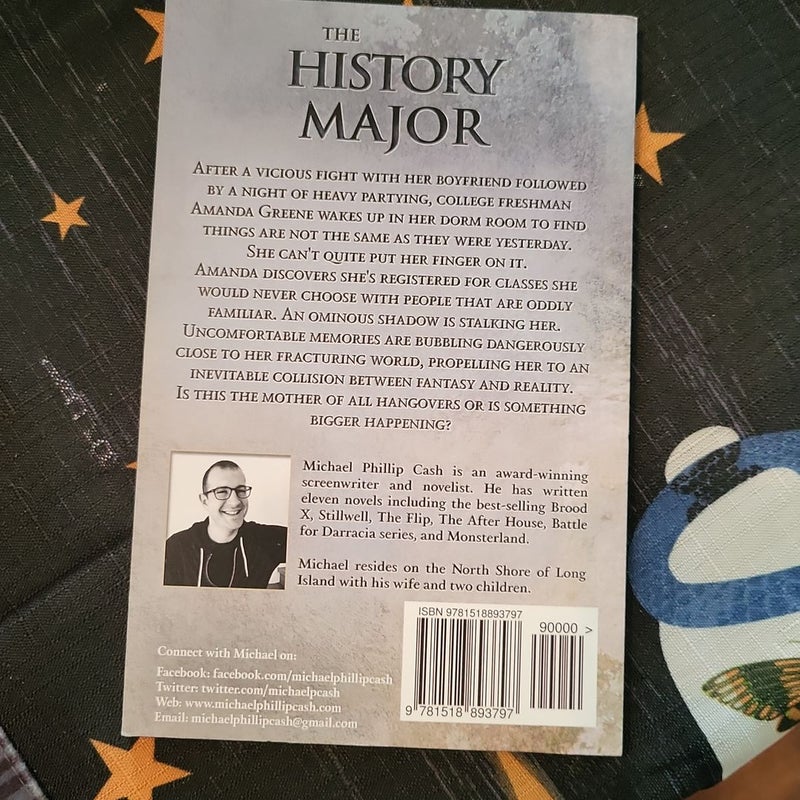 THE
HISTORY
MAJOR
AFTER A VICIOUS FIGHT WITH HER BOYFRIEND FOLLOWED
BY A NIGHT OF HEAVY PARTYING, COLLEGE FRESHMAN
AMANDA GREENE WAKES UP IN HER DORM ROOM TO FIND
THINGS ARE NOT THE SAME AS THEY WERE YESTERDAY.
SHE CAN'T QUITE PUT HER FINGER ON IT.
AMANDA DISCOVERS SHE'S REGISTERED FOR CLASSES SHE
WOULD NEVER CHOOSE WITH PEOPLE THAT ARE ODDLY
FAMILIAR. AN OMINOUS SHADOW IS STALKING HER.
UNCOMFORTABLE MEMORIES ARE BUBBLING DANGEROUSLY
CLOSE TO HER FRACTURING WORLD, PROPELLING HER TO AN
INEVITABLE COLLISION BETWEEN FANTASY AND REALITY.
IS THIS THE MOTHER OF ALL HANGOVERS OR IS SOMETHING
BIGGER HAPPENING?
Michael Phillip Cash is an award-winning
screenwriter and novelist. He has written
eleven novels including the best-selling Brood
X, Stillwell, The Flip, The After House, Battle
for Darracia series, and Monsterland.
Michael resides on the North Shore of Long
Island with his wife and two children.
Connect with Michael on:
Facebook: facebook.com/michaelphillipcash
Twitter: twitter.com/michaelpcash
Web: www.michaelphillipcash.com
Email: michaelphillipcash@gmail.com
ISBN 9781518893797
90000 >
9 781518 893797